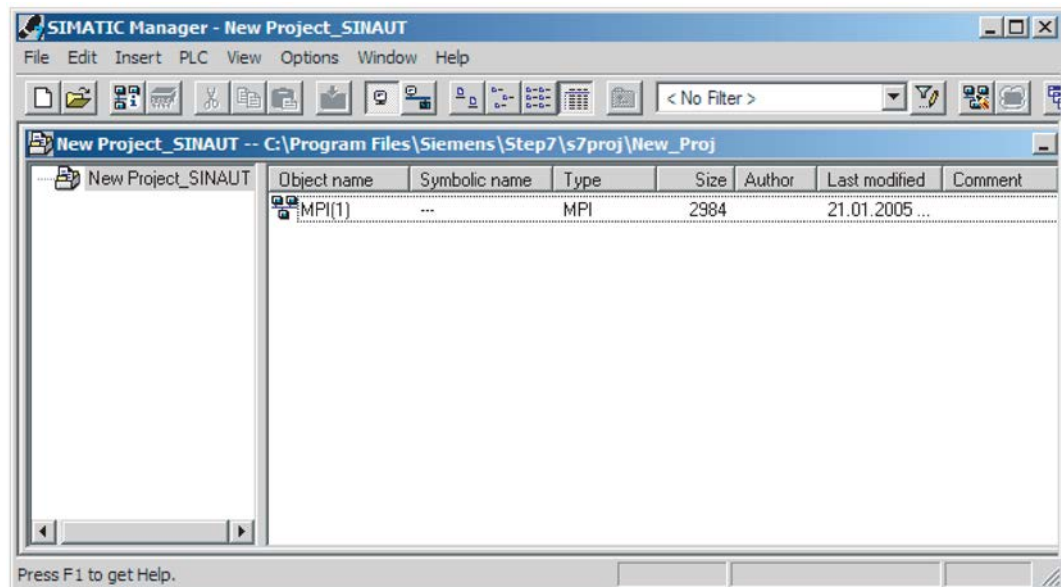 SIMATIC Manager - New Project_SINAUT
File Edit Insert PLC View Options Window Help
< No Filter >
New Project_SINAUT -- C:\Program Files\Siemens\Step7\s7proj\New_Proj
New Project_SINAUT
Object name Symbolic name Type Size Author Last modified Comment
MPI(1) --- MPI 2984 21.01.2005 ...
Press F1 to get Help.